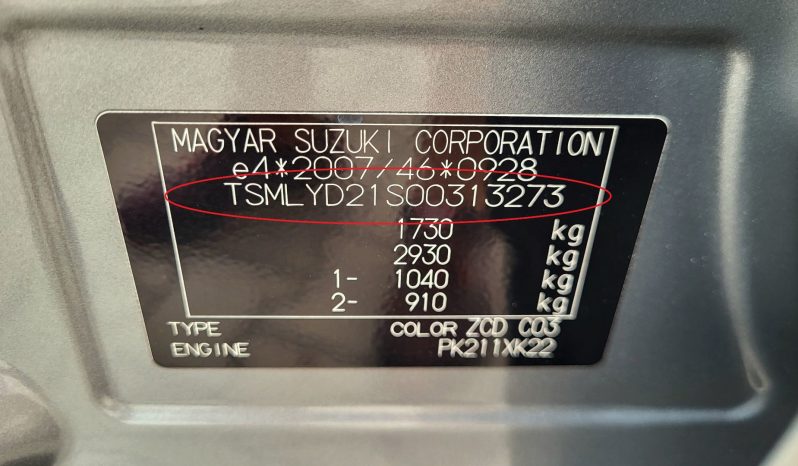 MAGYAR SUZUKI CORPORATION
e4*2007/46*0928
TSMLYD21S00313273
1730 kg
2930 kg
1- 1040 kg
2- 910 kg
TYPE COLOR ZCD C03
ENGINE PK211XK22